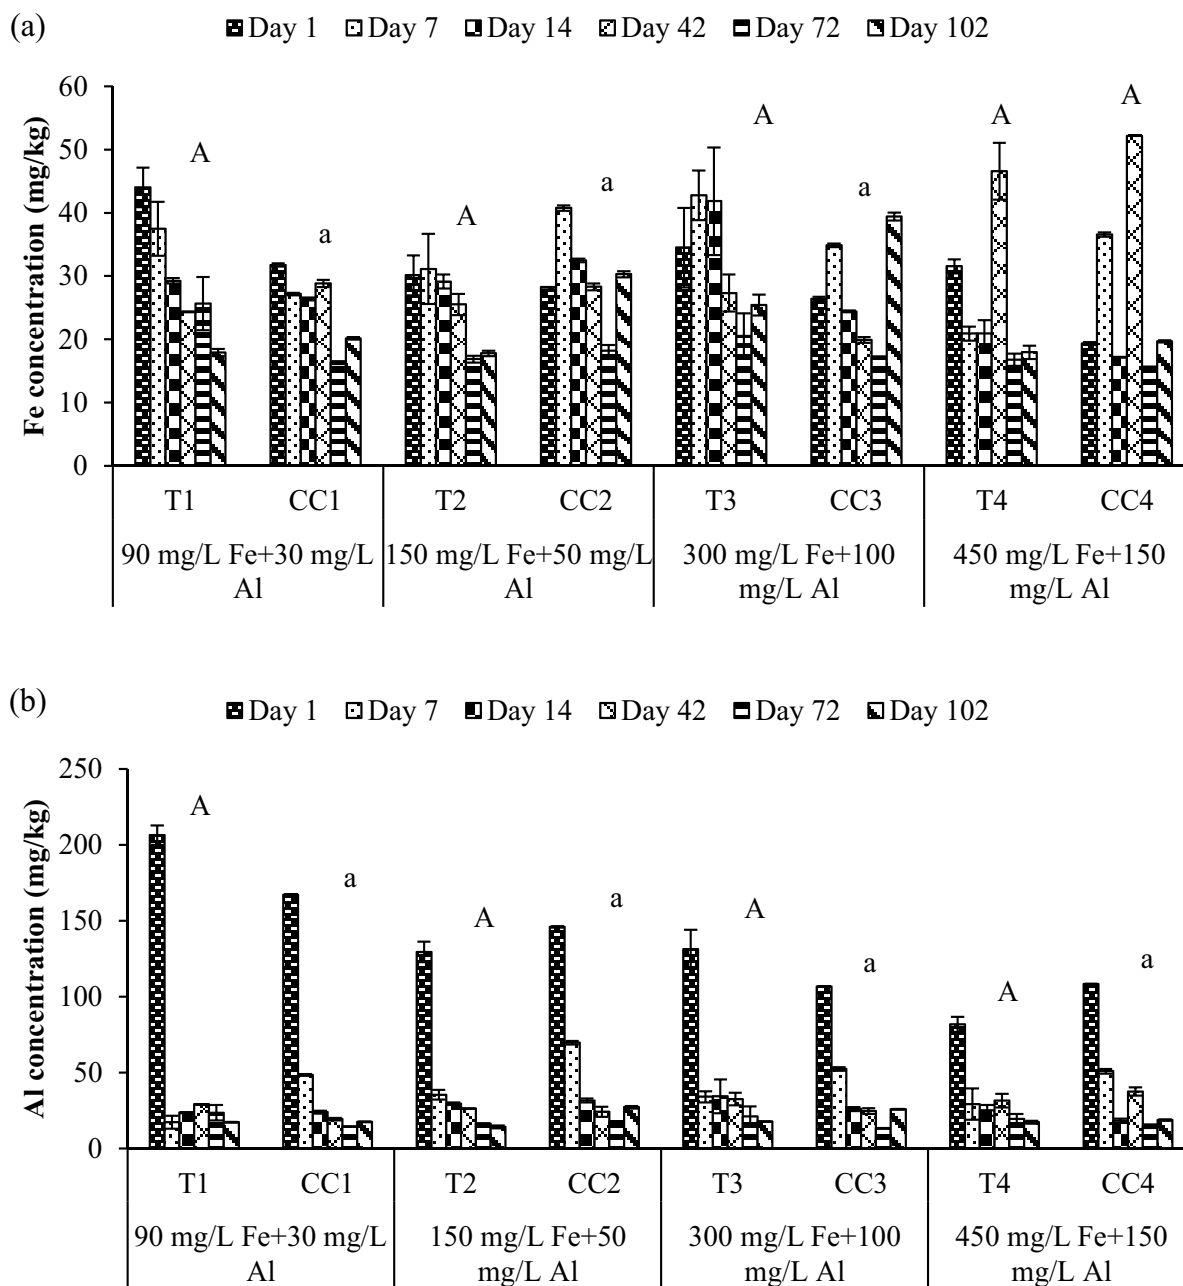 (a)
Day 1 Day 7 Day 14 Day 42 Day 72 Day 102
Fe concentration (mg/kg)
60
50
40
30
20
10
0
A
a
A
a
A
a
A
A
T1 CC1 T2 CC2 T3 CC3 T4 CC4
90 mg/L Fe+30 mg/L Al
150 mg/L Fe+50 mg/L Al
300 mg/L Fe+100 mg/L Al
450 mg/L Fe+150 mg/L Al
(b)
Day 1 Day 7 Day 14 Day 42 Day 72 Day 102
Al concentration (mg/kg)
250
200
150
100
50
0
A
a
A
a
A
a
A
a
T1 CC1 T2 CC2 T3 CC3 T4 CC4
90 mg/L Fe+30 mg/L Al
150 mg/L Fe+50 mg/L Al
300 mg/L Fe+100 mg/L Al
450 mg/L Fe+150 mg/L Al